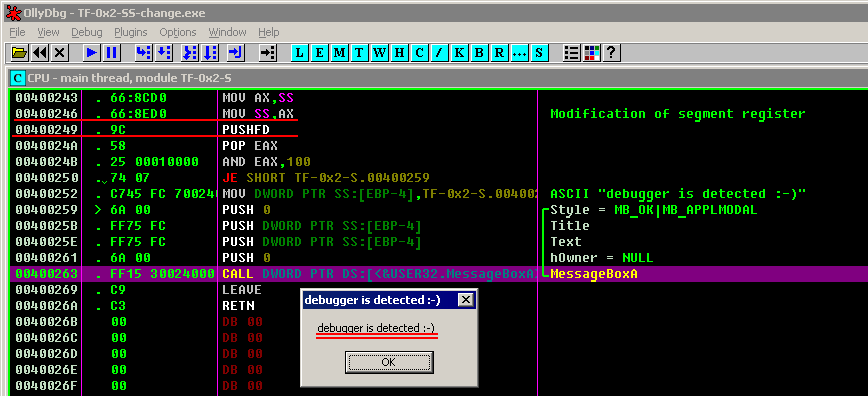 OllyDbg - TF-0x2-SS-change.exe
File View Debug Plugins Options Window Help
L E M T W H C / K B R ... S ?
C CPU - main thread, module TF-0x2-S
00400243 . 66:8CD0 MOV AX,SS
00400246 . 66:8ED0 MOV SS,AX Modification of segment register
00400249 . 9C PUSHFD
0040024A . 58 POP EAX
0040024B . 25 00010000 AND EAX,100
00400250 . 74 07 JE SHORT TF-0x2-S.00400259
00400252 . C745 FC 700240 MOV DWORD PTR SS:[EBP-4],TF-0x2-S.00400 ASCII "debugger is detected :-)"
00400259 > 6A 00 PUSH 0 Style = MB_OK|MB_APPLMODAL
0040025B . FF75 FC PUSH DWORD PTR SS:[EBP-4] Title
0040025E . FF75 FC PUSH DWORD PTR SS:[EBP-4] Text
00400261 . 6A 00 PUSH 0 hOwner = NULL
00400263 . FF15 30024000 CALL DWORD PTR DS:[<&USER32.MessageBoxA> MessageBoxA
00400269 . C9 LEAVE
0040026A . C3 RETN
0040026B 00 DB 00
0040026C 00 DB 00
0040026D 00 DB 00
0040026E 00 DB 00
0040026F 00 DB 00
debugger is detected :-)
debugger is detected :-)
OK